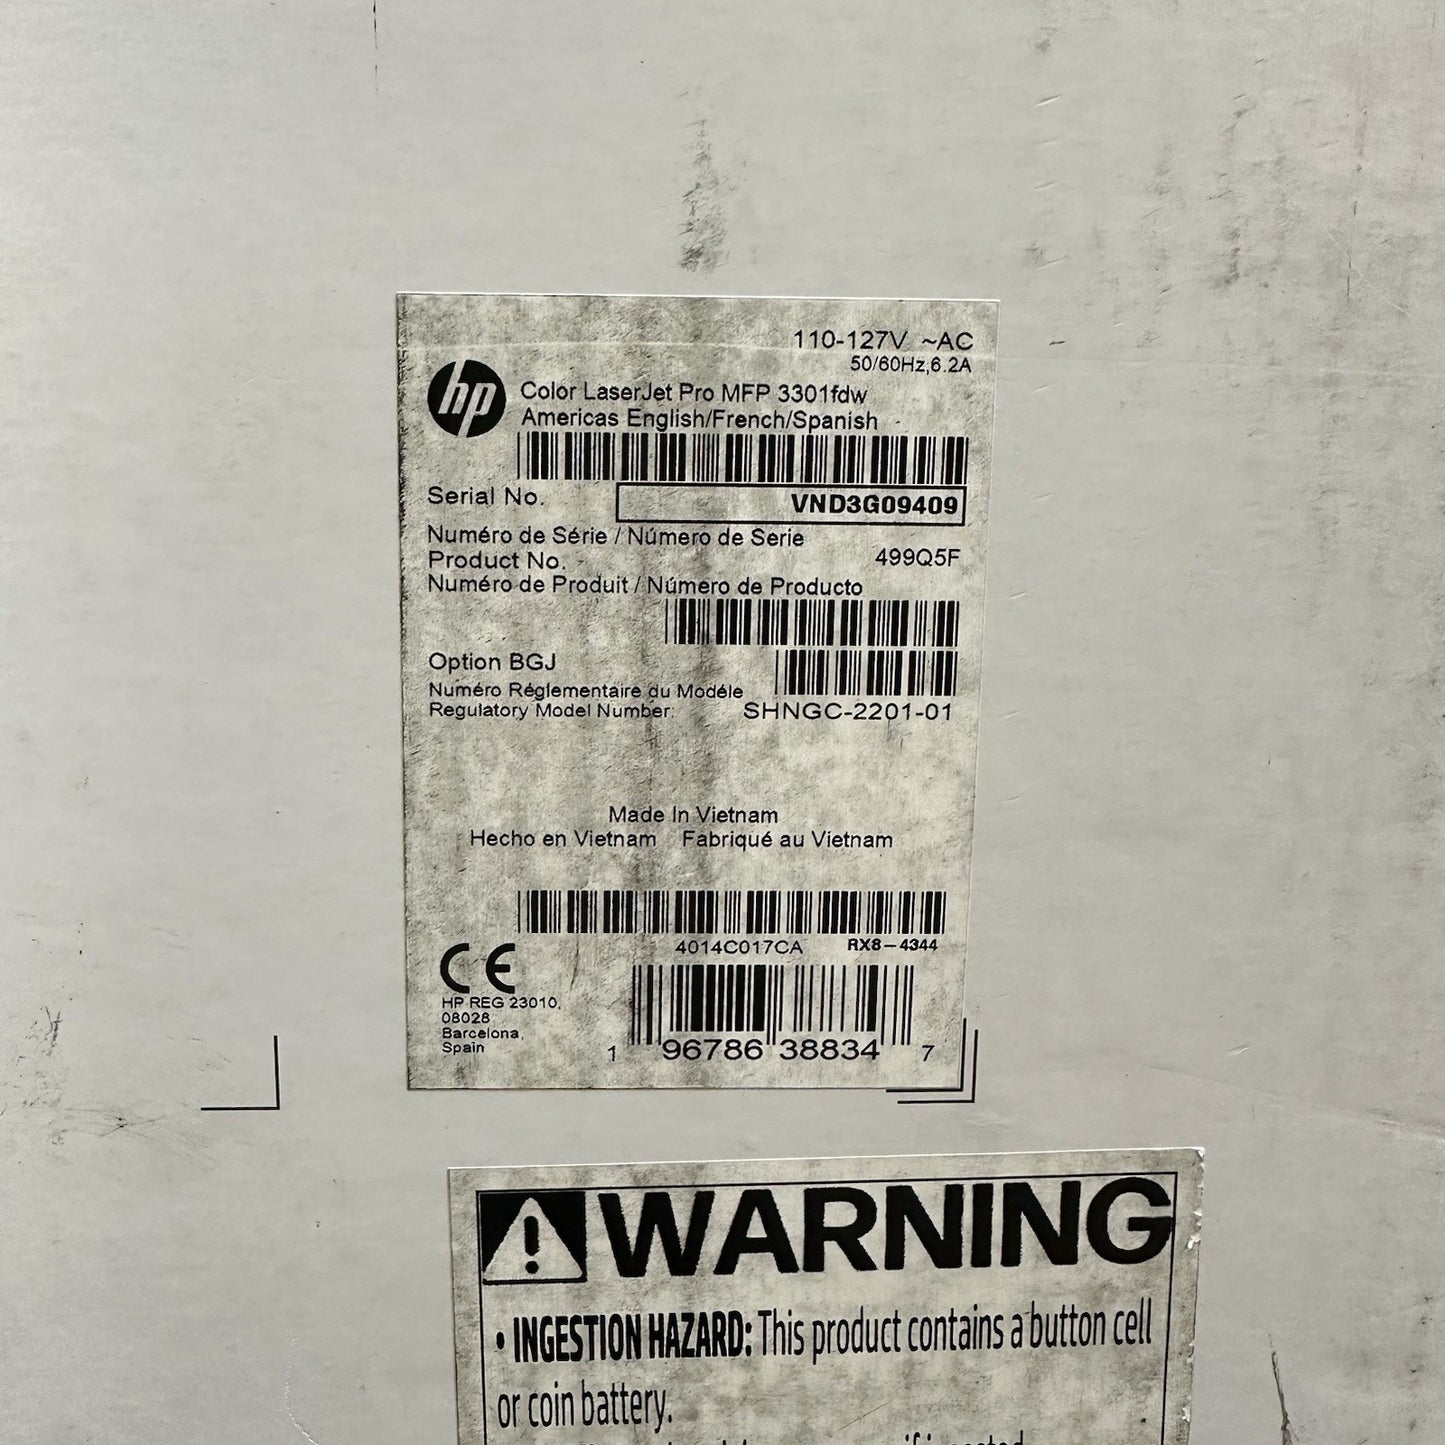 110-127V ~AC
50/60Hz,6.2A
hp
Color LaserJet Pro MFP 3301fdw
Americas English/French/Spanish
Serial No.
VND3G09409
Numéro de Série / Número de Serie
Product No.
499Q5F
Numéro de Produit / Número de Producto
Option BGJ
Numéro Réglementaire du Modéle
Regulatory Model Number:
SHNGC-2201-01
Made In Vietnam
Hecho en Vietnam Fabriqué au Vietnam
4014C017CA RX8-4344
CE
HP REG 23010,
08028
Barcelona,
Spain
1 96786 38834 7
WARNING
• INGESTION HAZARD: This product contains a button cell
or coin battery.
if ingested